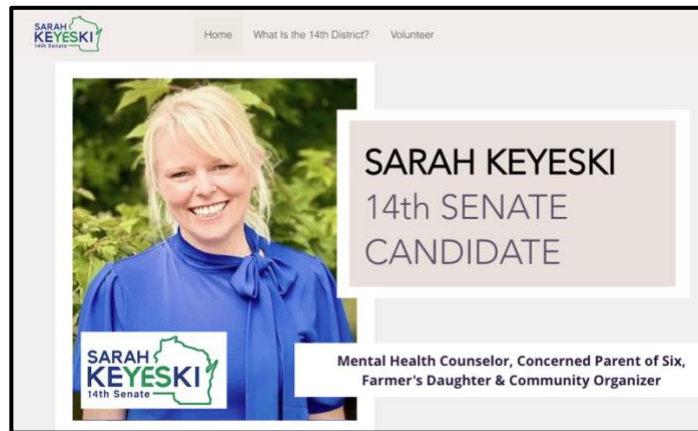 SARAH
KEYESKI
14th Senate
Home What Is the 14th District? Volunteer
SARAH KEYESKI
14th SENATE
CANDIDATE
SARAH
KEYESKI
14th Senate
Mental Health Counselor, Concerned Parent of Six,
Farmer's Daughter & Community Organizer